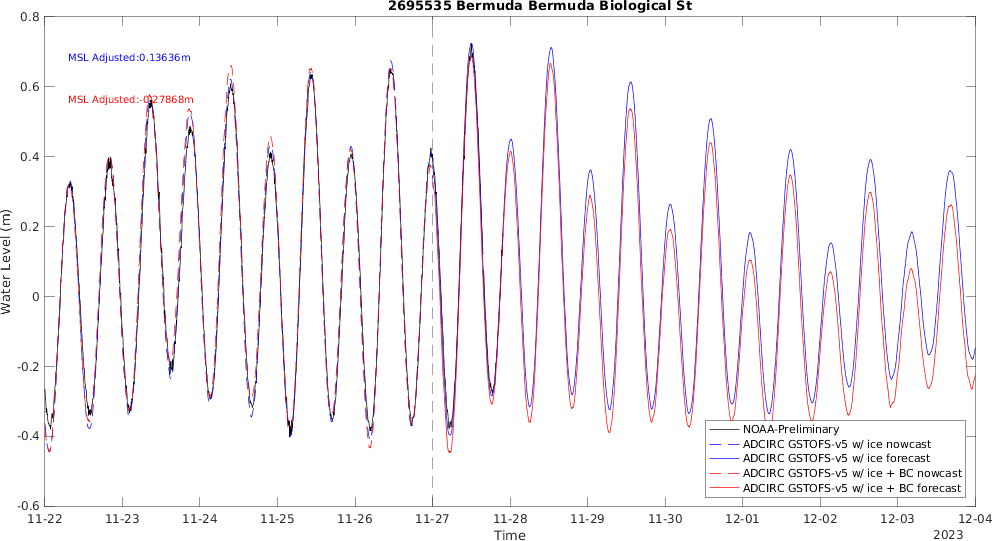 2695535 Bermuda Bermuda Biological St
MSL Adjusted:0.13636m
MSL Adjusted:-0.27868m
Water Level (m)
0.8
0.6
0.4
0.2
0
-0.2
-0.4
-0.6
NOAA-Preliminary
ADCIRC GSTOFS-v5 w/ ice nowcast
ADCIRC GSTOFS-v5 w/ ice forecast
ADCIRC GSTOFS-v5 w/ ice + BC nowcast
ADCIRC GSTOFS-v5 w/ ice + BC forecast
11-22 11-23 11-24 11-25 11-26 11-27 11-28 11-29 11-30 12-01 12-02 12-03 12-04
Time
2023